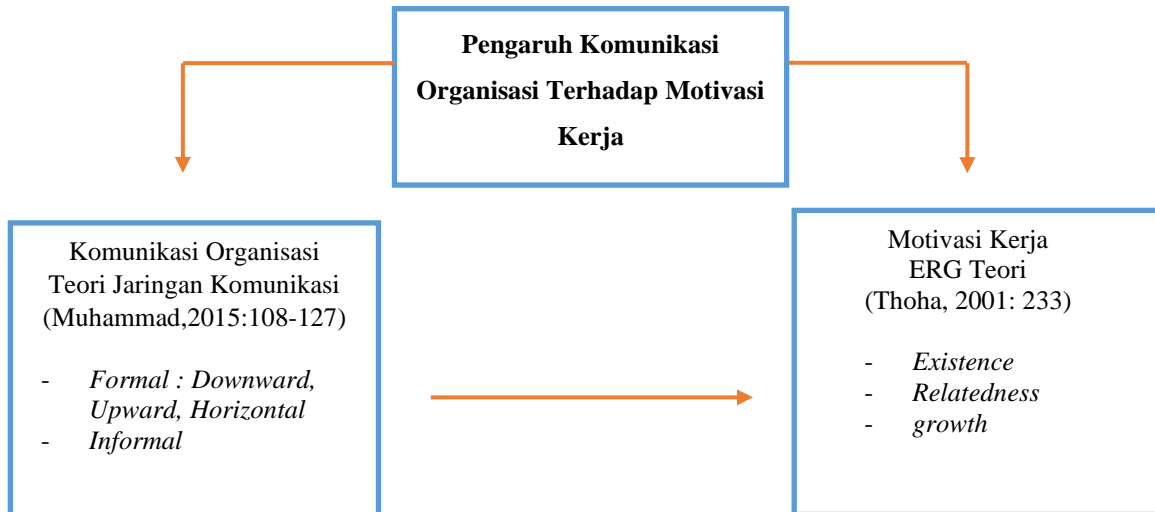 Pengaruh Komunikasi
Organisasi Terhadap Motivasi
Kerja
Komunikasi Organisasi
Teori Jaringan Komunikasi
(Muhammad,2015:108-127)
- Formal : Downward,
Upward, Horizontal
- Informal
Motivasi Kerja
ERG Teori
(Thoha, 2001: 233)
- Existence
- Relatedness
- growth